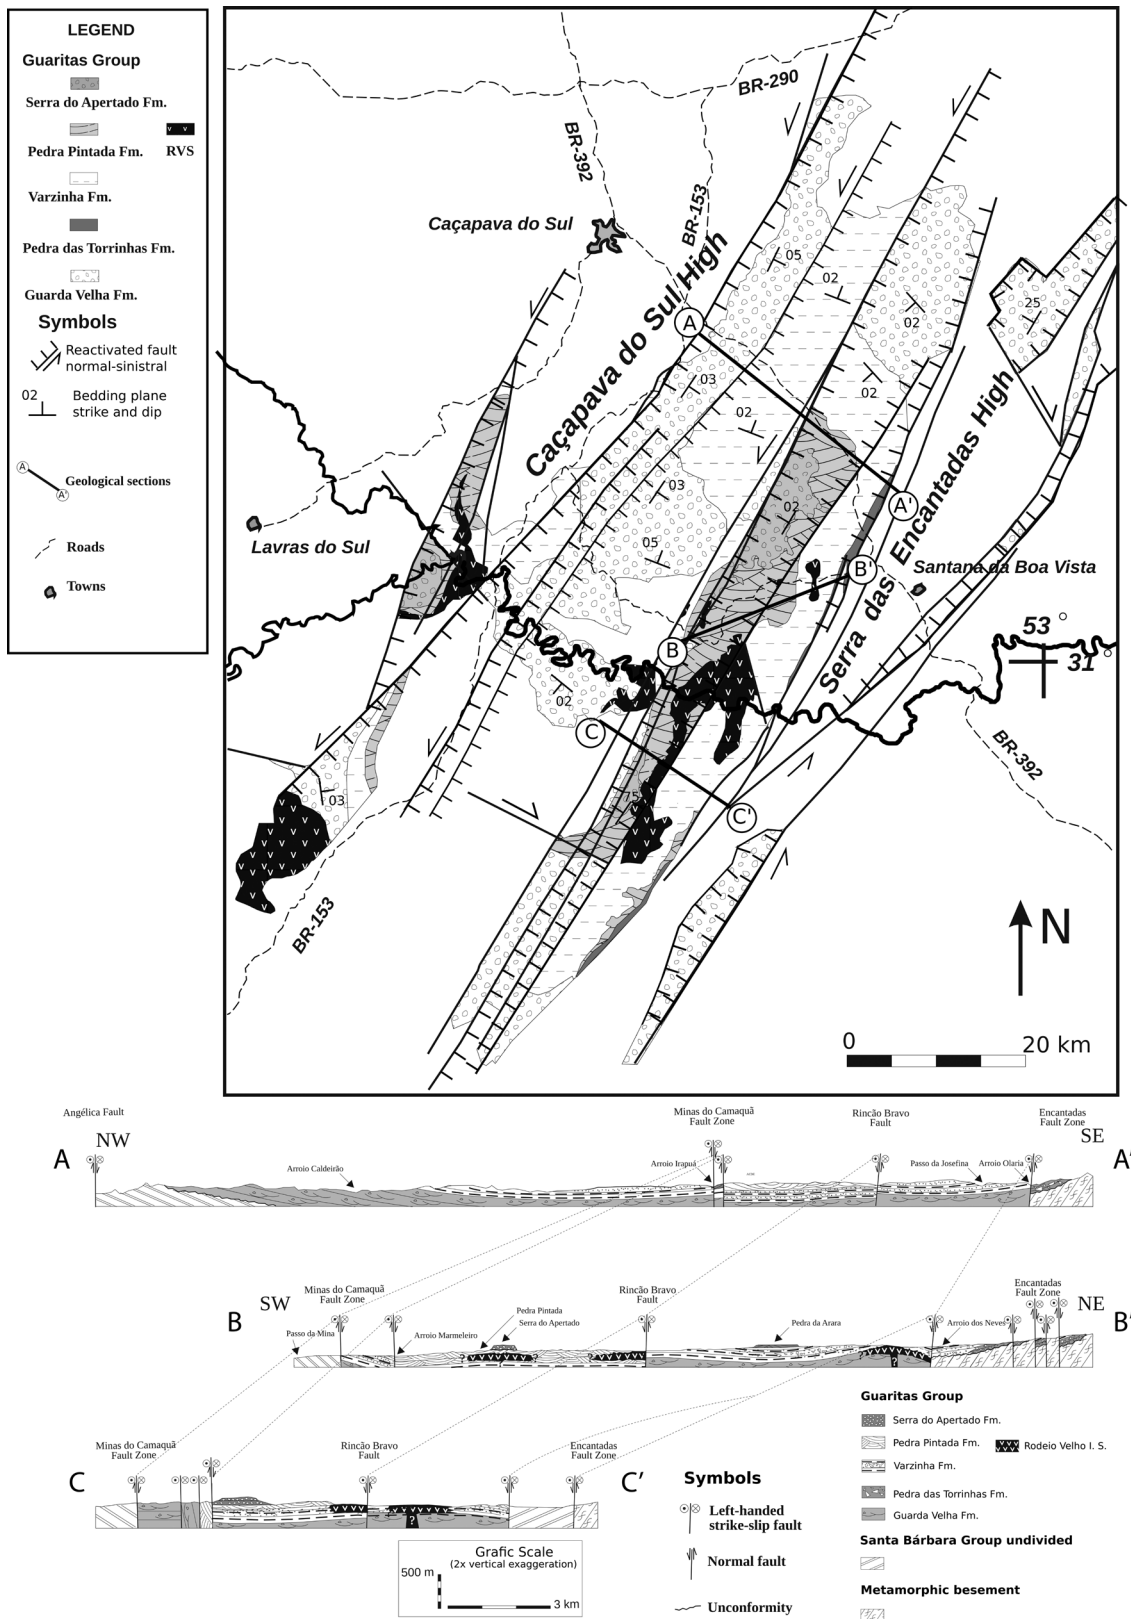 LEGEND
Guaritas Group
Serra do Apertado Fm.
Pedra Pintada Fm. RVS
Varzinha Fm.
Pedra das Torrinhas Fm.
Guarda Velha Fm.
Symbols
Reactivated fault
normal-sinistral
02 Bedding plane
strike and dip
A
A' Geological sections
Roads
Towns
BR-290
BR-392
BR-153
Caçapava do Sul
Caçapava do Sul High
Lavras do Sul
Serra das Encantadas High
Santana da Boa Vista
A
A'
B
B'
C
C'
05
02
02
25
03
02
02
03
02
05
02
75
03
53
31
BR-392
BR-153
N
0 20 km
Angélica Fault
Minas do Camaquã
Fault Zone
Rincão Bravo
Fault
Encantadas
Fault Zone
A NW SE A'
Arroio Caldeirão
Arroio Irapuá
Passo da Josefina
Arroio Olaria
Minas do Camaquã
Fault Zone
Rincão Bravo
Fault
Encantadas
Fault Zone
B SW NE B'
Passo da Mina
Arroio Marmeleiro
Pedra Pintada
Serra do Apertado
Pedra da Arara
Arroio dos Neves
? ? ? ? ?
Minas do Camaquã
Fault Zone
Rincão Bravo
Fault
Encantadas
Fault Zone
C C'
?
Grafic Scale
(2x vertical exaggeration)
500 m
3 km
Symbols
Left-handed
strike-slip fault
Normal fault
Unconformity
Guaritas Group
Serra do Apertado Fm.
Pedra Pintada Fm. Rodeio Velho I. S.
Varzinha Fm.
Pedra das Torrinhas Fm.
Guarda Velha Fm.
Santa Bárbara Group undivided
Metamorphic besement